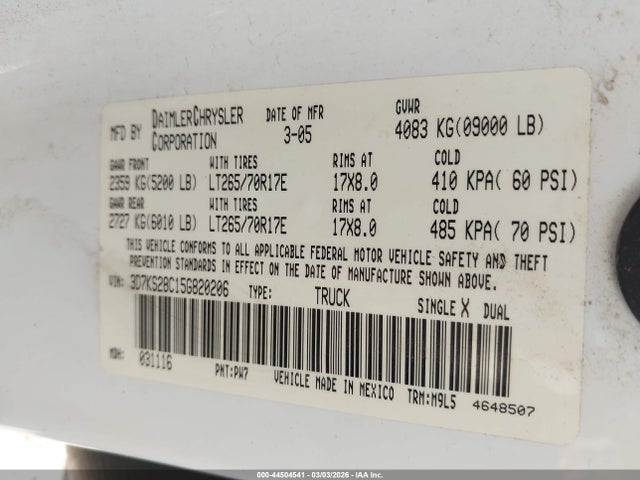 MFD BY DAIMLERCHRYSLER CORPORATION DATE OF MFR 3-05 GVWR 4083 KG(09000 LB)
GAWR FRONT WITH TIRES RIMS AT COLD
2359 KG(5200 LB) LT265/70R17E 17X8.0 410 KPA( 60 PSI)
GAWR REAR WITH TIRES RIMS AT COLD
2727 KG(6010 LB) LT265/70R17E 17X8.0 485 KPA( 70 PSI)
THIS VEHICLE CONFORMS TO ALL APPLICABLE FEDERAL MOTOR VEHICLE SAFETY AND THEFT
PREVENTION STANDARDS IN EFFECT ON THE DATE OF MANUFACTURE SHOWN ABOVE.
VIN: 3D7KS28C15G820206 TYPE: TRUCK SINGLE X DUAL
MDH: 031116 PNT:PW7 VEHICLE MADE IN MEXICO TRM:M9L5 4648507
000-44504541 - 03/03/2026 - IAA Inc.